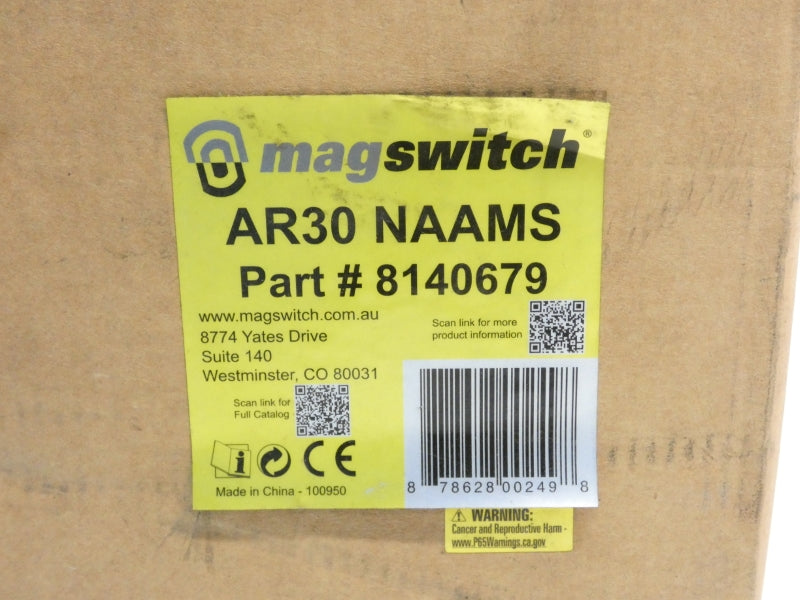 magswitch®
AR30 NAAMS
Part # 8140679
www.magswitch.com.au
8774 Yates Drive
Suite 140
Westminster, CO 80031
Scan link for more
product information
Scan link for
Full Catalog
i
CE
Made in China - 100950
8 78628 00249 8
WARNING:
Cancer and Reproductive Harm -
www.P65Warnings.ca.gov